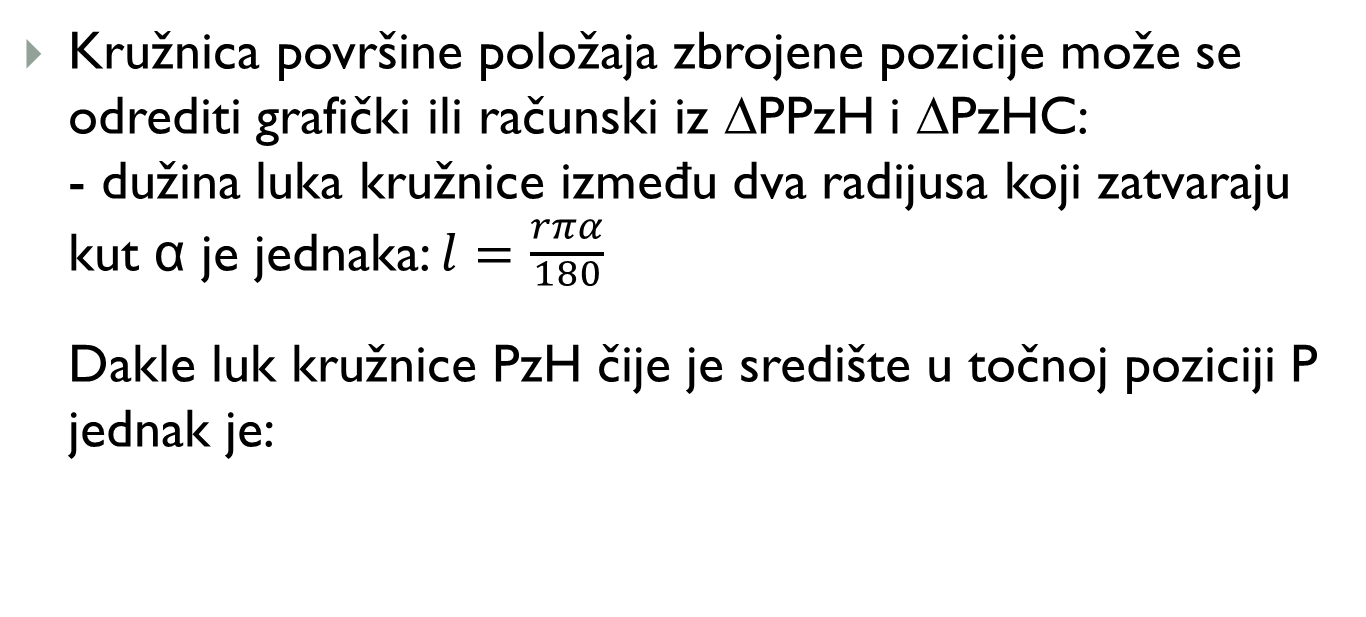 Kružnica površine položaja zbrojene pozicije može se
odrediti grafički ili računski iz ∆PPzH i ∆PzHC:
- dužina luka kružnice između dva radijusa koji zatvaraju
kut α je jednaka: l = rπα/180
Dakle luk kružnice PzH čije je središte u točnoj poziciji P
jednak je: